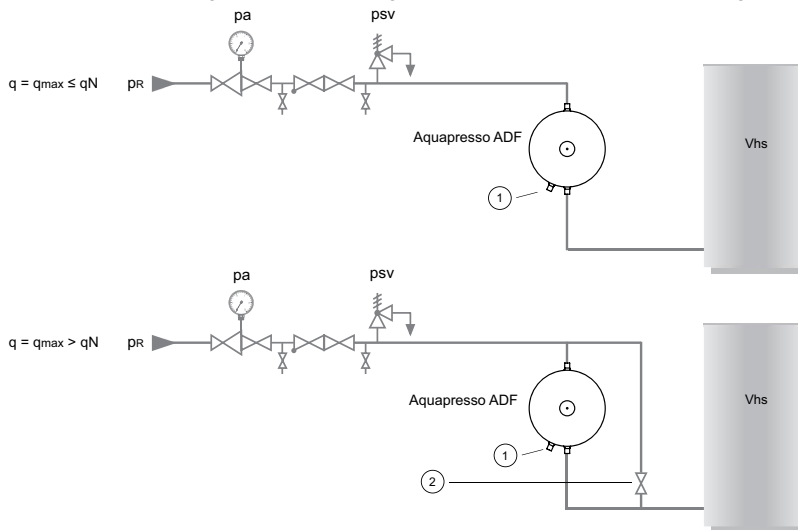 pa
psv
q = qmax ≤ qN
pR
Aquapresso ADF
Vhs
1
pa
psv
q = qmax > qN
pR
Aquapresso ADF
Vhs
1
2